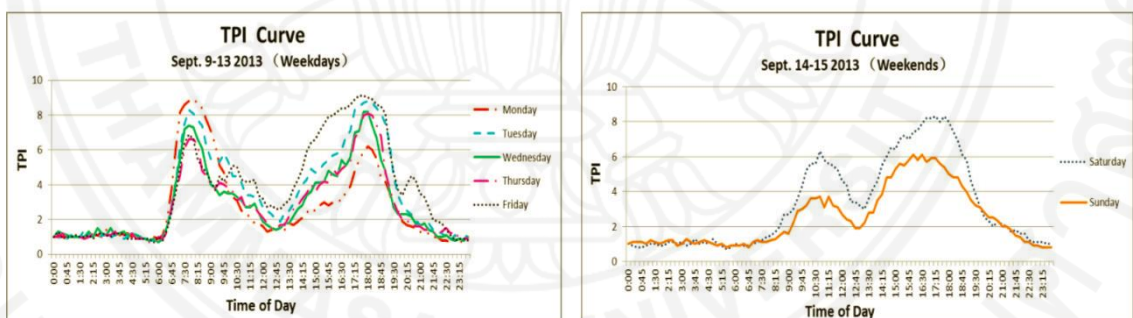 TPI Curve
Sept. 9-13 2013 （Weekdays）
10
8
6
4
2
0
TPI
0:00 0:45 1:30 2:15 3:00 3:45 4:30 5:15 6:00 6:45 7:30 8:15 9:00 9:45 10:30 11:15 12:00 12:45 13:30 14:15 15:00 15:45 16:30 17:15 18:00 18:45 19:30 20:15 21:00 21:45 22:30 23:15
Time of Day
Monday
Tuesday
Wednesday
Thursday
Friday
TPI Curve
Sept. 14-15 2013 （Weekends）
10
8
6
4
2
0
TPI
0:00 0:45 1:30 2:15 3:00 3:45 4:30 5:15 6:00 6:45 7:30 8:15 9:00 9:45 10:30 11:15 12:00 12:45 13:30 14:15 15:00 15:45 16:30 17:15 18:00 18:45 19:30 20:15 21:00 21:45 22:30 23:15
Time of Day
Saturday
Sunday